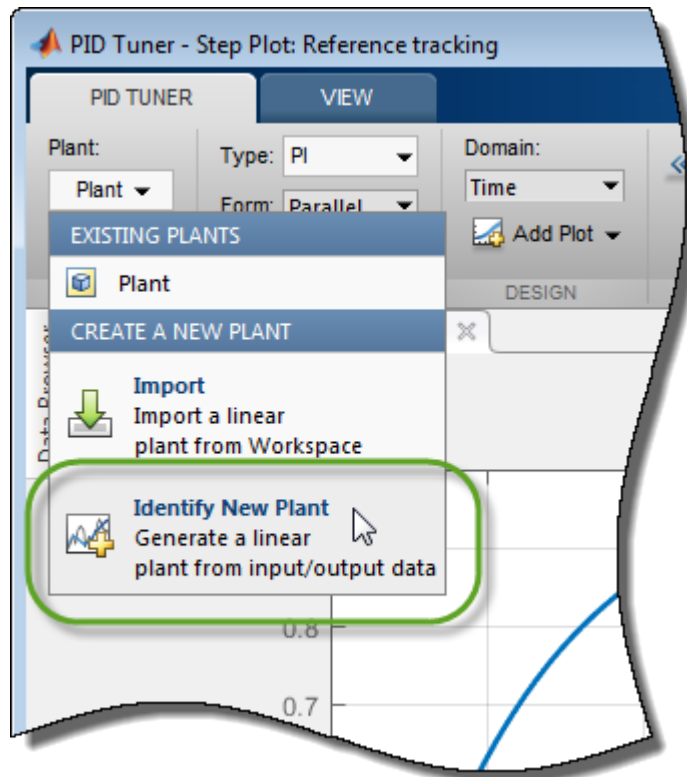 PID Tuner - Step Plot: Reference tracking
PID TUNER
VIEW
Plant:
Type: PI
Domain:
Plant
Form: Parallel
Time
Add Plot
EXISTING PLANTS
Plant
DESIGN
CREATE A NEW PLANT
Data Browser
Import
Import a linear
plant from Workspace
Identify New Plant
Generate a linear
plant from input/output data
0.8
0.7